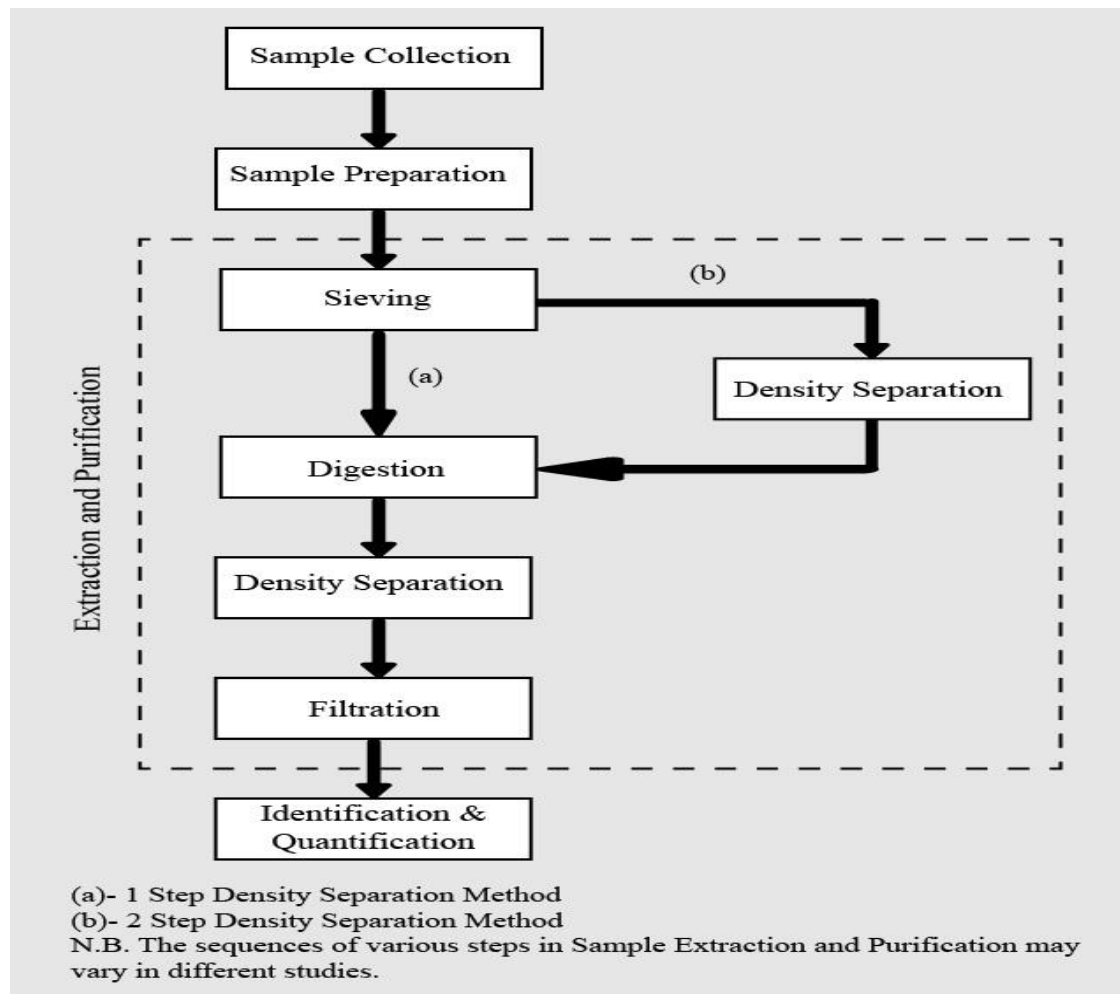 Sample Collection
Sample Preparation
Sieving
(b)
(a)
Density Separation
Digestion
Density Separation
Filtration
Extraction and Purification
Identification &
Quantification
(a)- 1 Step Density Separation Method
(b)- 2 Step Density Separation Method
N.B. The sequences of various steps in Sample Extraction and Purification may
vary in different studies.